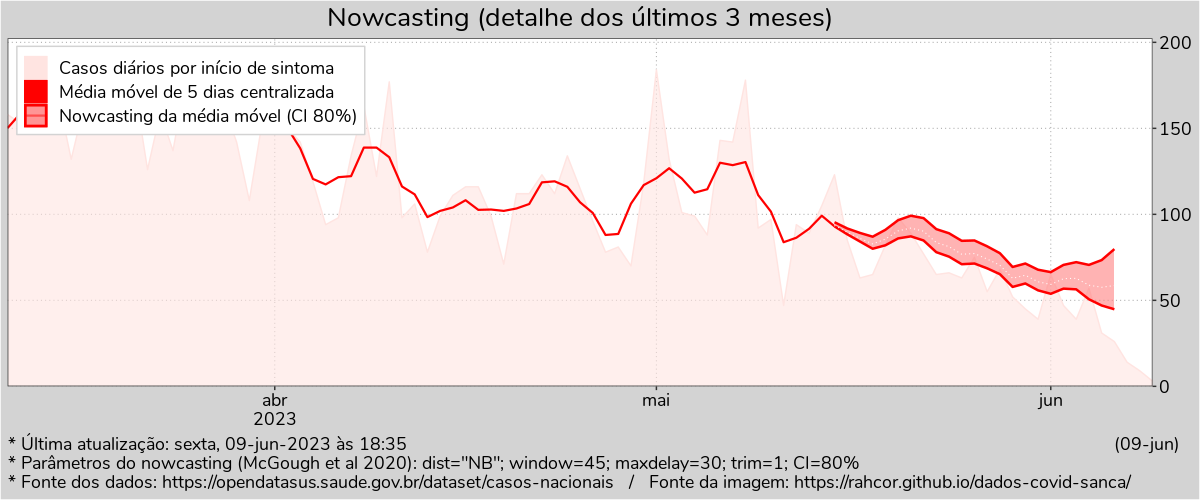 Nowcasting (detalhe dos últimos 3 meses)
Casos diários por início de sintoma
Média móvel de 5 dias centralizada
Nowcasting da média móvel (CI 80%)
200
150
100
50
0
abr
2023
mai
jun
* Última atualização: sexta, 09-jun-2023 às 18:35
(09-jun)
* Parâmetros do nowcasting (McGough et al 2020): dist="NB"; window=45; maxdelay=30; trim=1; CI=80%
* Fonte dos dados: https://opendatasus.saude.gov.br/dataset/casos-nacionais / Fonte da imagem: https://rahcor.github.io/dados-covid-sanca/